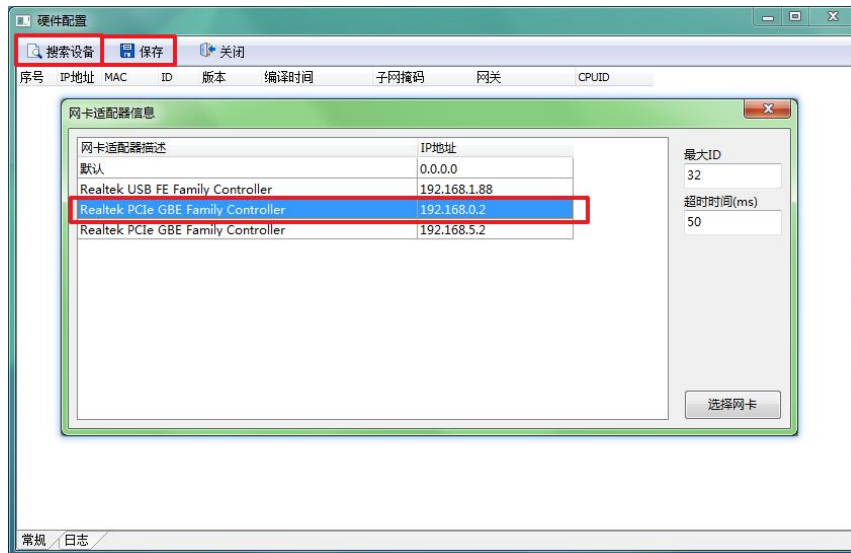 硬件配置
搜索设备 保存 关闭
序号 IP地址 MAC ID 版本 编译时间 子网掩码 网关 CPUID
网卡适配器信息
网卡适配器描述 IP地址
默认 0.0.0.0
Realtek USB FE Family Controller 192.168.1.88
Realtek PCIe GBE Family Controller 192.168.0.2
Realtek PCIe GBE Family Controller 192.168.5.2
最大ID
32
超时时间(ms)
50
选择网卡
常规 日志